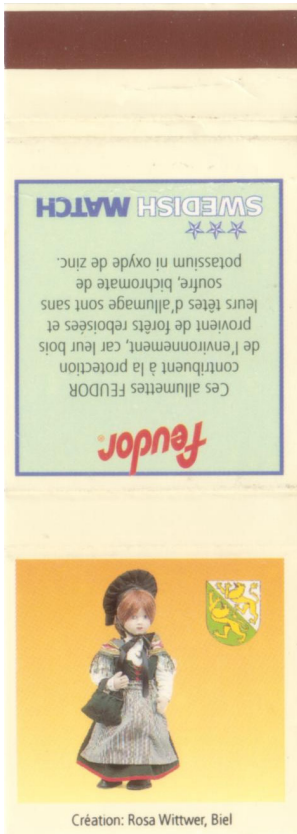 feudor.
Ces allumettes FEUDOR
contribuent à la protection
de l'environnement, car leur bois
provient de forêts reboisées et
leurs têtes d'allumage sont sans
soufre, bichromate de
potassium ni oxyde de zinc.
SWEDISH MATCH
Création: Rosa Wittwer, Biel